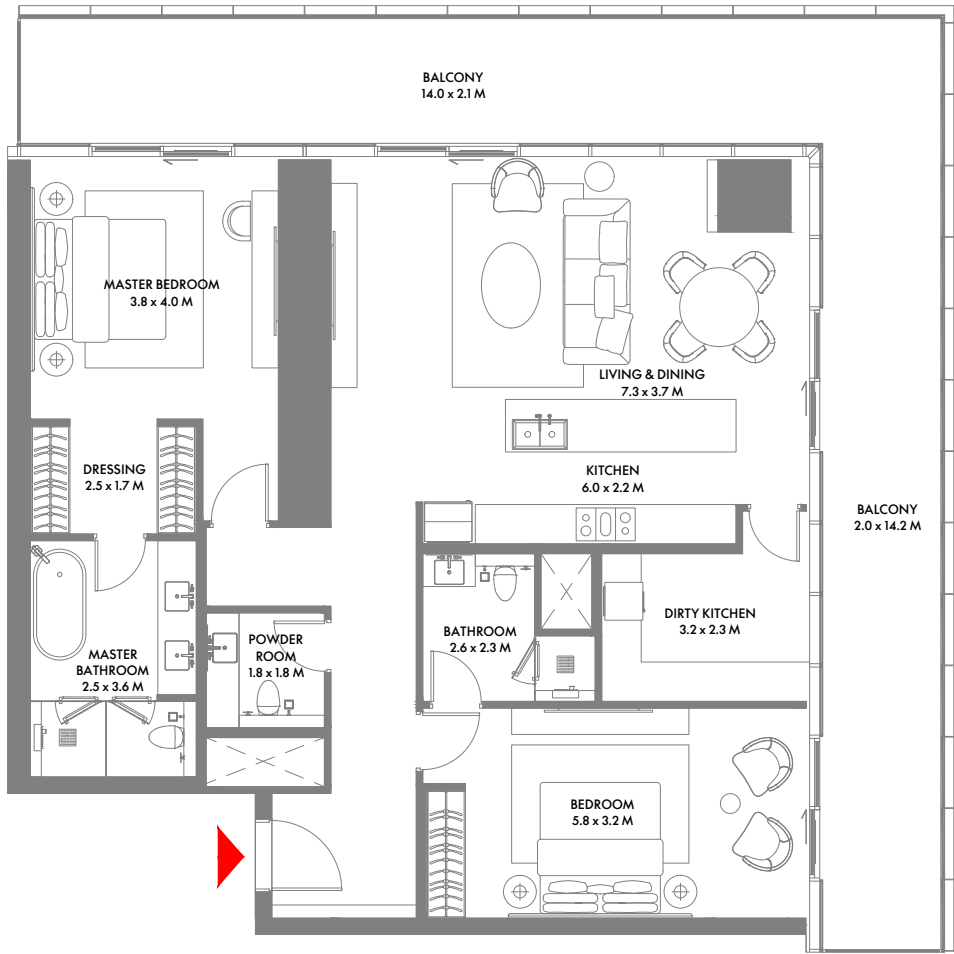 BALCONY
14.0 x 2.1 M
MASTER BEDROOM
3.8 x 4.0 M
LIVING & DINING
7.3 x 3.7 M
DRESSING
2.5 x 1.7 M
KITCHEN
6.0 x 2.2 M
BALCONY
2.0 x 14.2 M
DIRTY KITCHEN
3.2 x 2.3 M
BATHROOM
2.6 x 2.3 M
POWDER
ROOM
1.8 x 1.8 M
MASTER
BATHROOM
2.5 x 3.6 M
BEDROOM
5.8 x 3.2 M